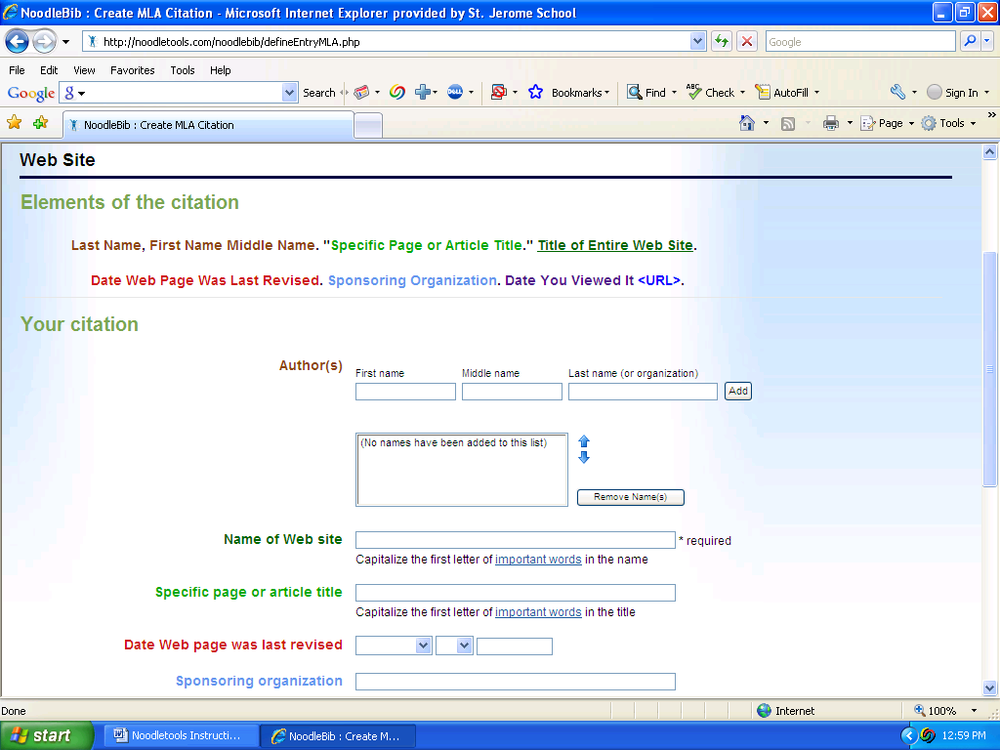 NoodleBib : Create MLA Citation - Microsoft Internet Explorer provided by St. Jerome School
http://noodletools.com/noodlebib/defineEntryMLA.php
Google
File Edit View Favorites Tools Help
Google g Search Bookmarks Find ABC Check AutoFill Sign In
NoodleBib : Create MLA Citation
Page Tools
Web Site
Elements of the citation
Last Name, First Name Middle Name. "Specific Page or Article Title." Title of Entire Web Site.
Date Web Page Was Last Revised. Sponsoring Organization. Date You Viewed It <URL>.
Your citation
Author(s)
First name Middle name Last name (or organization)
Add
(No names have been added to this list)
Remove Name(s)
Name of Web site * required
Capitalize the first letter of important words in the name
Specific page or article title
Capitalize the first letter of important words in the title
Date Web page was last revised
Sponsoring organization
Done Internet 100%
start Noodletools Instructi... NoodleBib : Create M... 12:59 PM